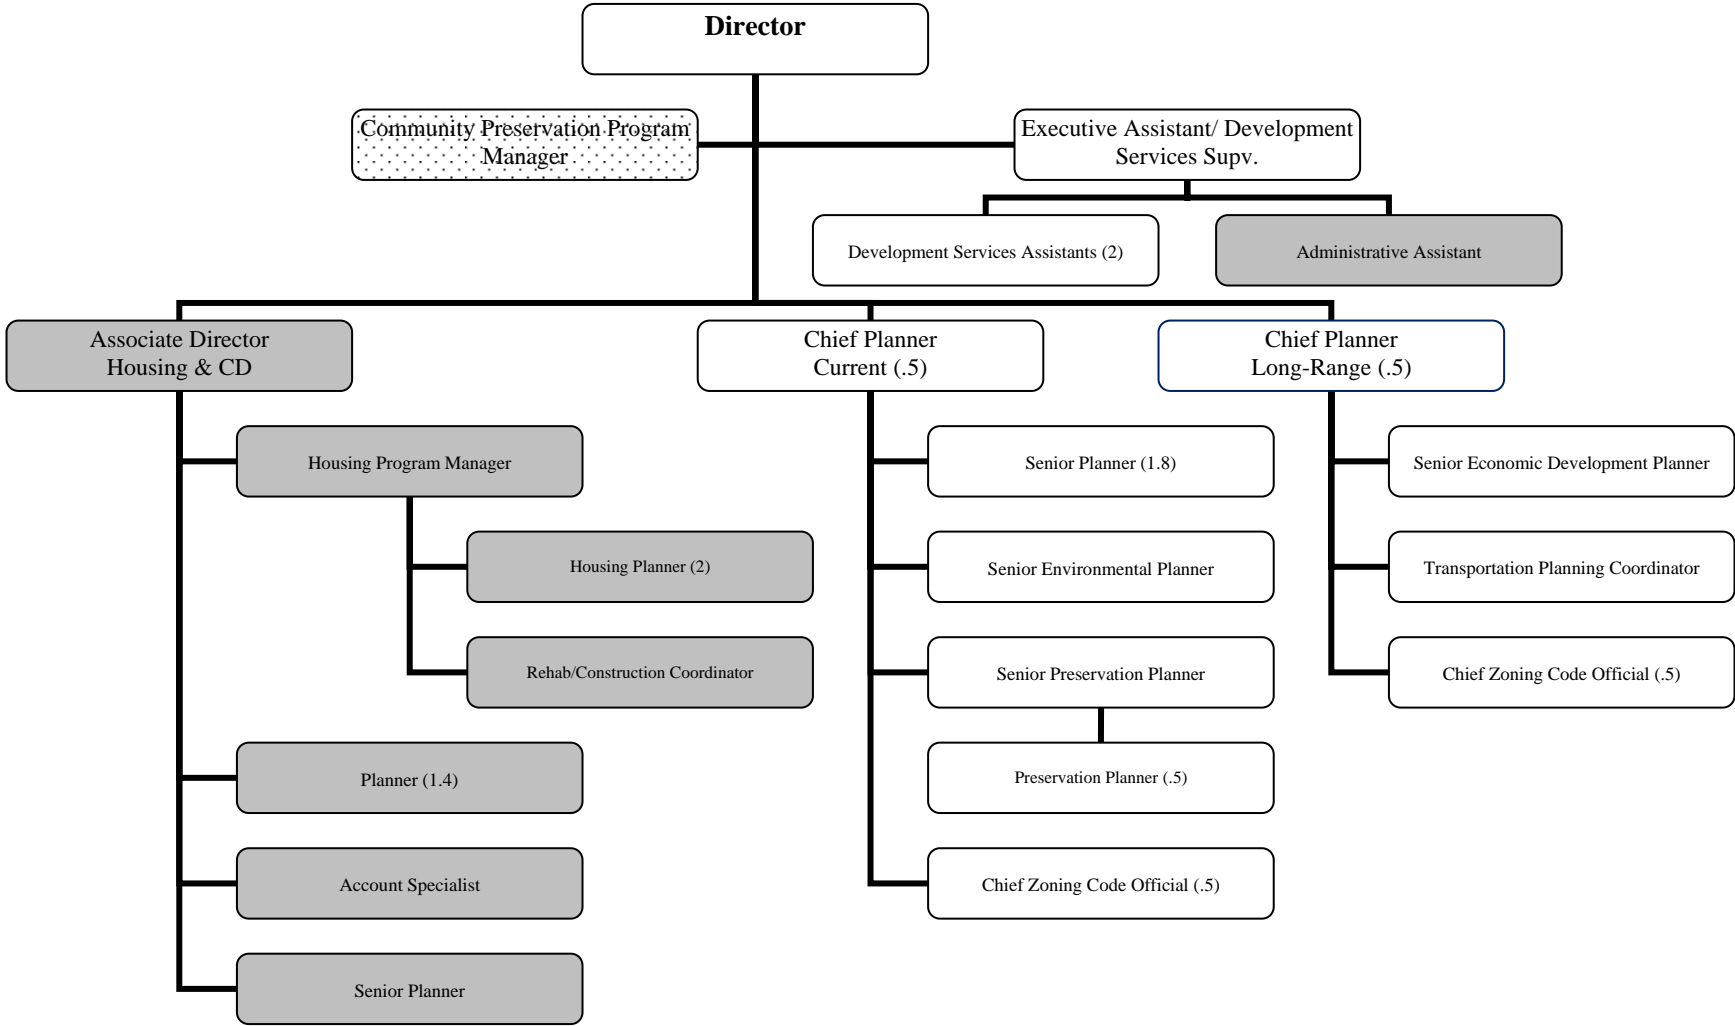 Director
Community Preservation Program
Manager
Executive Assistant/ Development
Services Supv.
Development Services Assistants (2)
Administrative Assistant
Associate Director
Housing & CD
Chief Planner
Current (.5)
Chief Planner
Long-Range (.5)
Housing Program Manager
Senior Planner (1.8)
Senior Economic Development Planner
Housing Planner (2)
Senior Environmental Planner
Transportation Planning Coordinator
Rehab/Construction Coordinator
Senior Preservation Planner
Chief Zoning Code Official (.5)
Planner (1.4)
Preservation Planner (.5)
Account Specialist
Chief Zoning Code Official (.5)
Senior Planner